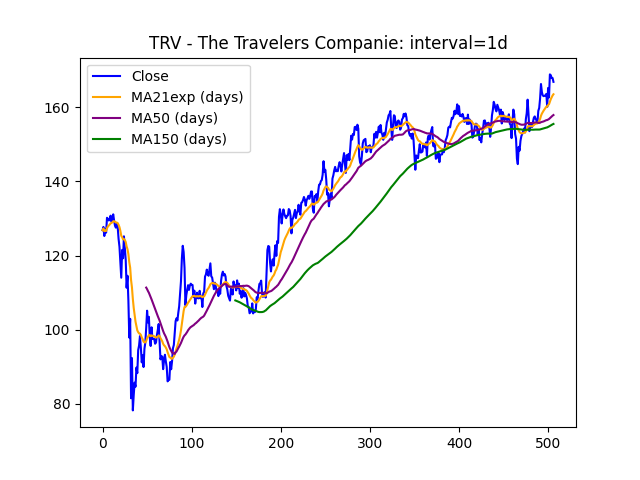 TRV - The Travelers Companie: interval=1d
Close
MA21exp (days)
MA50 (days)
MA150 (days)
160
140
120
100
80
0 100 200 300 400 500